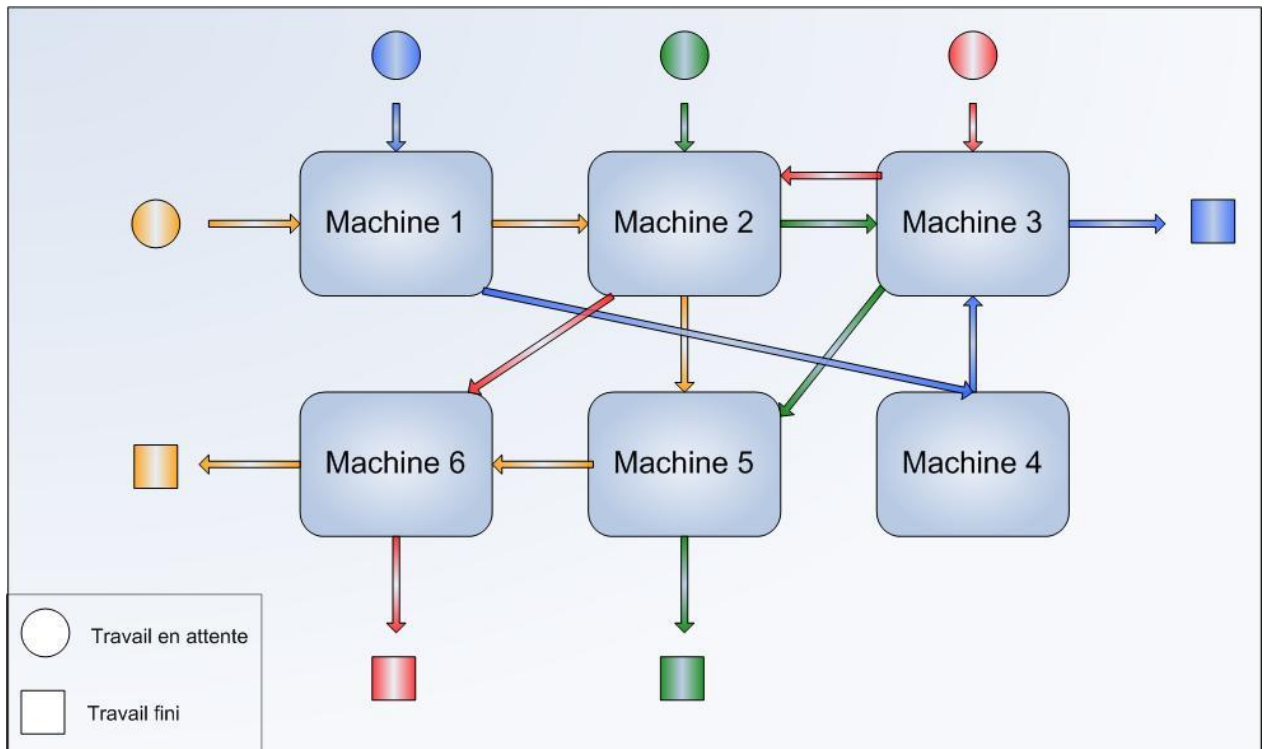 Machine 1
Machine 2
Machine 3
Machine 6
Machine 5
Machine 4
Travail en attente
Travail fini